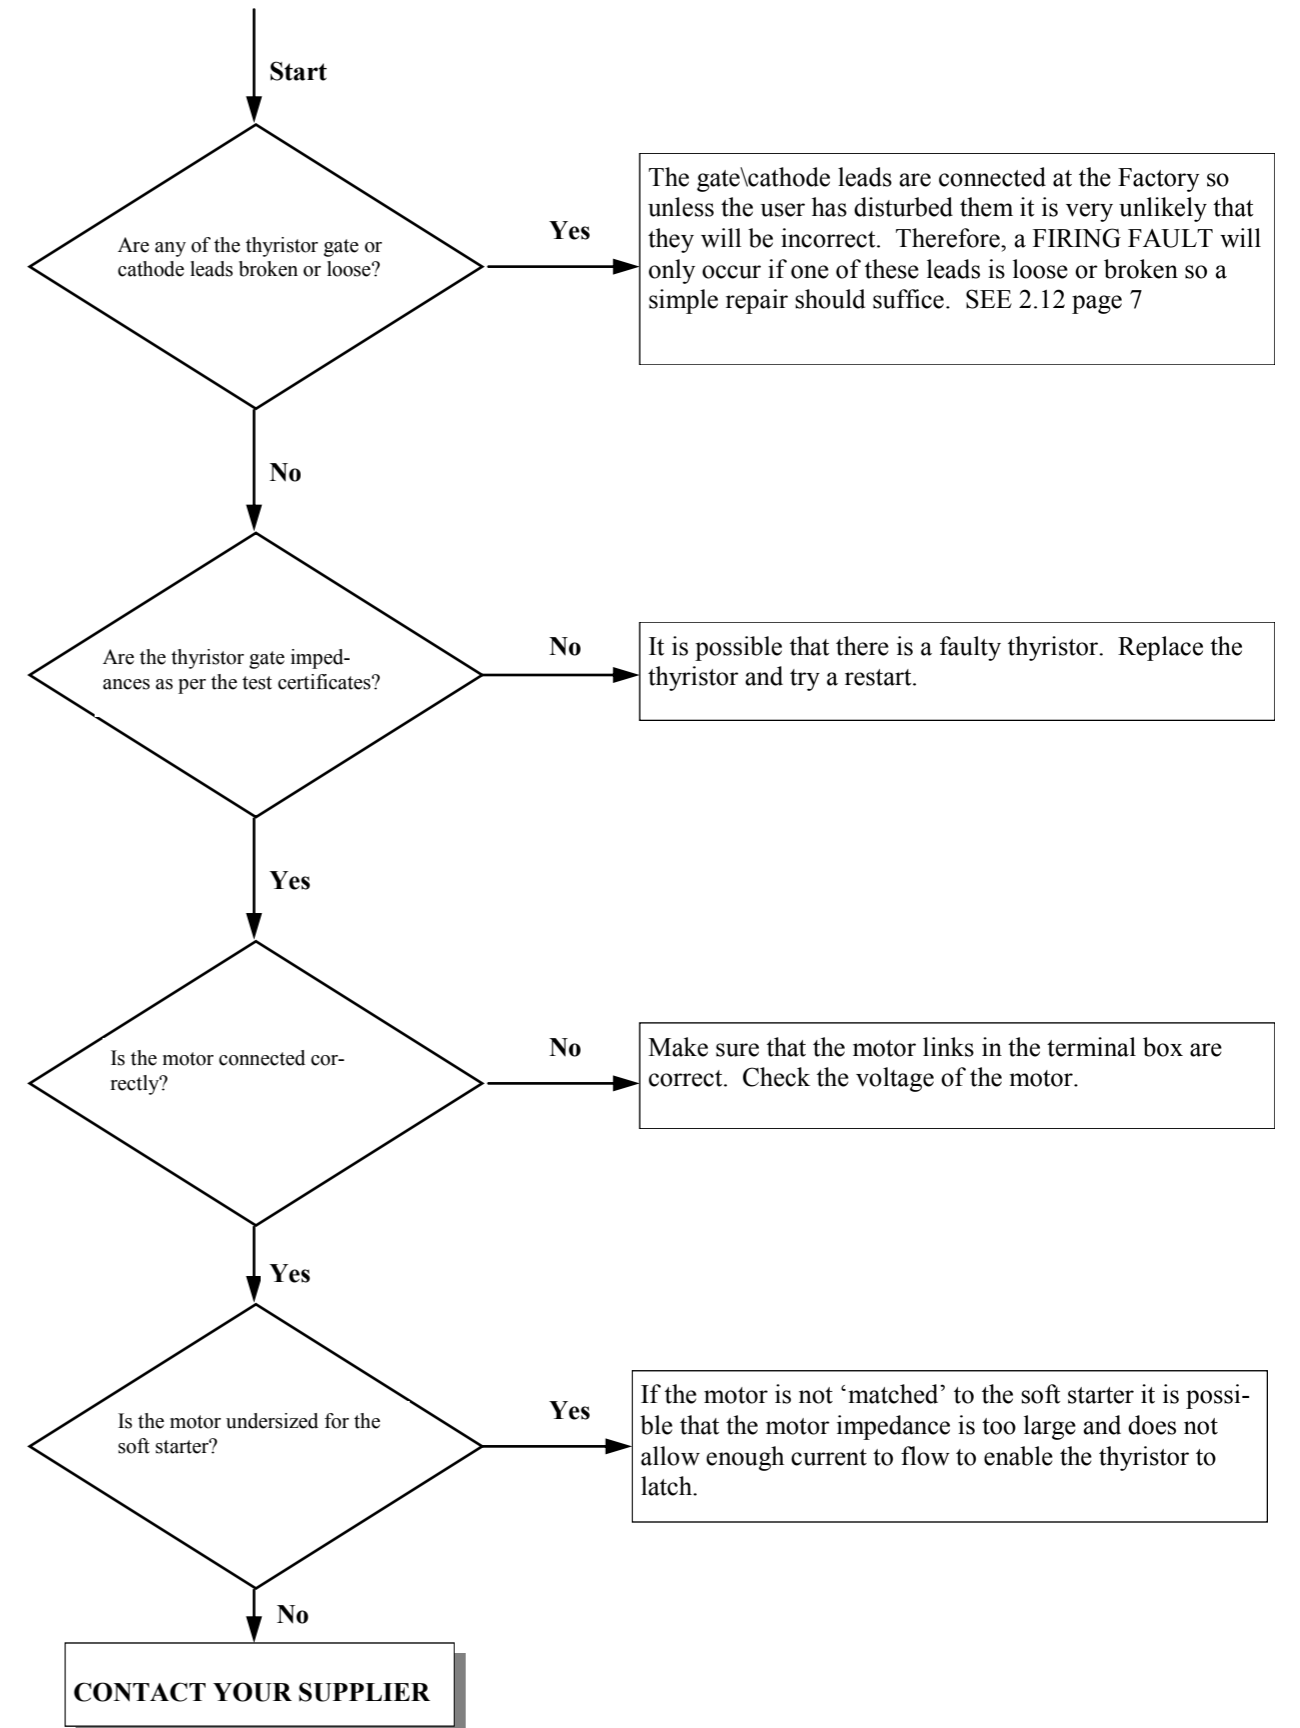 Start
Are any of the thyristor gate or
cathode leads broken or loose?
Yes
The gate\cathode leads are connected at the Factory so
unless the user has disturbed them it is very unlikely that
they will be incorrect. Therefore, a FIRING FAULT will
only occur if one of these leads is loose or broken so a
simple repair should suffice. SEE 2.12 page 7
No
Are the thyristor gate imped-
ances as per the test certificates?
No
It is possible that there is a faulty thyristor. Replace the
thyristor and try a restart.
Yes
Is the motor connected cor-
rectly?
No
Make sure that the motor links in the terminal box are
correct. Check the voltage of the motor.
Yes
Is the motor undersized for the
soft starter?
Yes
If the motor is not ‘matched’ to the soft starter it is possi-
ble that the motor impedance is too large and does not
allow enough current to flow to enable the thyristor to
latch.
No
CONTACT YOUR SUPPLIER